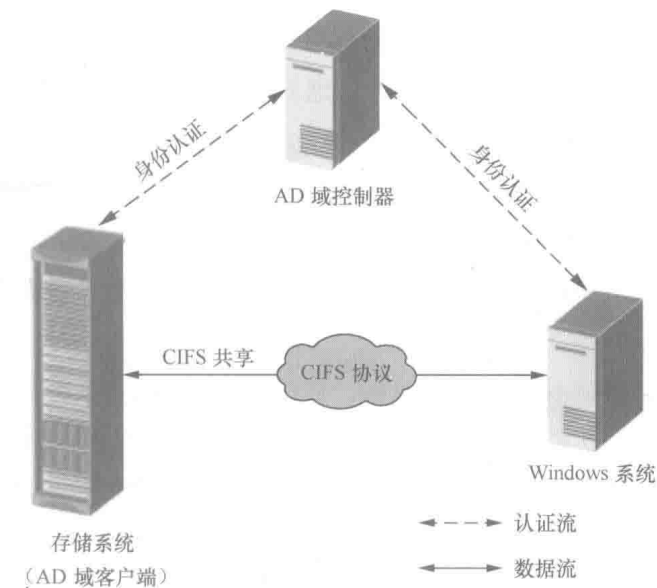 身份认证
身份认证
AD 域控制器
CIFS 共享
CIFS 协议
Windows 系统
认证流
存储系统
(AD 域客户端)
数据流